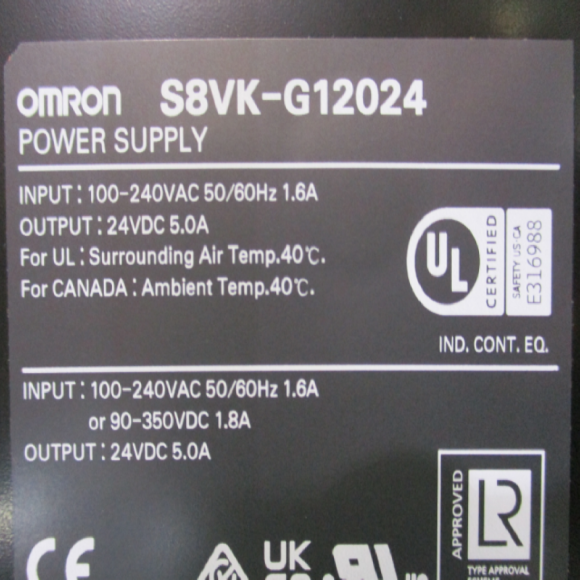 OMRON S8VK-G12024
POWER SUPPLY
INPUT : 100-240VAC 50/60Hz 1.6A
OUTPUT : 24VDC 5.0A
For UL : Surrounding Air Temp.40℃.
For CANADA : Ambient Temp.40℃.
UL
CERTIFIED
SAFETY US CA
E316988
IND. CONT. EQ.
INPUT : 100-240VAC 50/60Hz 1.6A
or 90-350VDC 1.8A
OUTPUT : 24VDC 5.0A
APPROVED
LR
TYPE APPROVAL
CE
UK